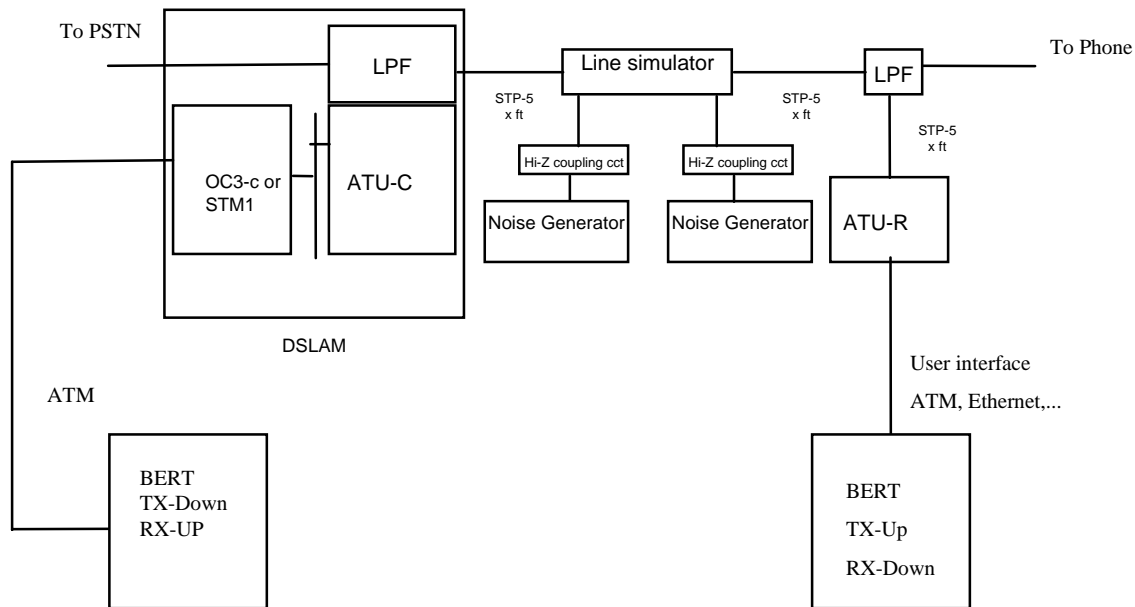 To PSTN
To Phone
LPF
Line simulator
LPF
STP-5
x ft
STP-5
x ft
STP-5
x ft
Hi-Z coupling cct
Hi-Z coupling cct
OC3-c or
STM1
ATU-C
Noise Generator
Noise Generator
ATU-R
DSLAM
User interface
ATM, Ethernet,...
ATM
BERT
TX-Down
RX-UP
BERT
TX-Up
RX-Down